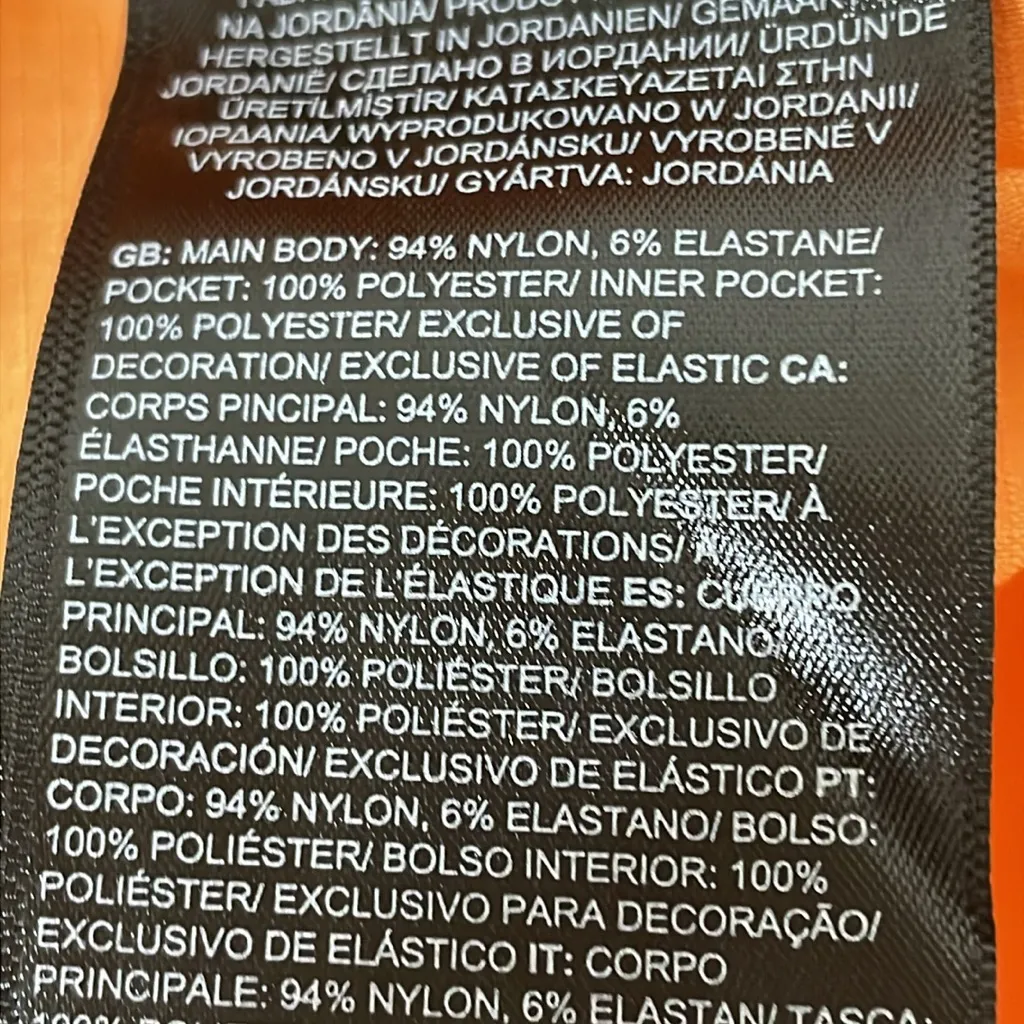 NA JORDÂNIA/
HERGESTELLT IN JORDANIEN/
JORDANIË/ СДЕЛАНО В ИОРДАНИИ/ ÜRDÜN'DE
ÜRETİLMİŞTİR/ ΚΑΤΑΣΚΕΥΑΖΕΤΑΙ ΣΤΗΝ
ΙΟΡΔΑΝΙΑ/ WYPRODUKOWANO W JORDANII/
VYROBENO V JORDÁNSKU/ VYROBENÉ V
JORDÁNSKU/ GYÁRTVA: JORDÁNIA
GB: MAIN BODY: 94% NYLON, 6% ELASTANE/
POCKET: 100% POLYESTER/ INNER POCKET:
100% POLYESTER/ EXCLUSIVE OF
DECORATION/ EXCLUSIVE OF ELASTIC CA:
CORPS PINCIPAL: 94% NYLON, 6%
ÉLASTHANNE/ POCHE: 100% POLYESTER/
POCHE INTÉRIEURE: 100% POLYESTER/ À
L'EXCEPTION DES DÉCORATIONS/ À
L'EXCEPTION DE L'ÉLASTIQUE ES: CUERPO
PRINCIPAL: 94% NYLON, 6% ELASTANO/
BOLSILLO: 100% POLIÉSTER/ BOLSILLO
INTERIOR: 100% POLIÉSTER/ EXCLUSIVO DE
DECORACIÓN/ EXCLUSIVO DE ELÁSTICO PT:
CORPO: 94% NYLON, 6% ELASTANO/ BOLSO:
100% POLIÉSTER/ BOLSO INTERIOR: 100%
POLIÉSTER/ EXCLUSIVO PARA DECORAÇÃO/
EXCLUSIVO DE ELÁSTICO IT: CORPO
PRINCIPALE: 94% NYLON, 6% ELASTAN/ TASCA:
100%